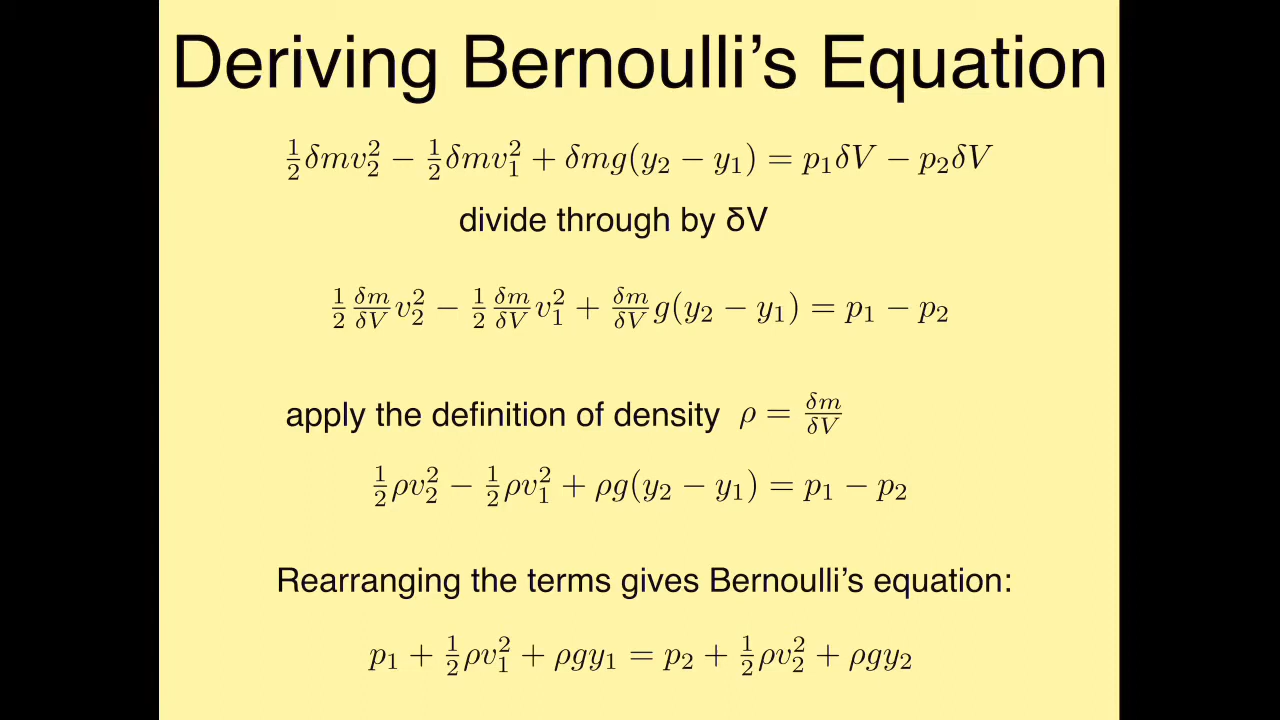 Deriving Bernoulli’s Equation
½δmv₂² − ½δmv₁² + δmg(y₂ − y₁) = p₁δV − p₂δV
divide through by δV
½ δm/δV v₂² − ½ δm/δV v₁² + δm/δV g(y₂ − y₁) = p₁ − p₂
apply the definition of density ρ = δm/δV
½ρv₂² − ½ρv₁² + ρg(y₂ − y₁) = p₁ − p₂
Rearranging the terms gives Bernoulli’s equation:
p₁ + ½ρv₁² + ρgy₁ = p₂ + ½ρv₂² + ρgy₂